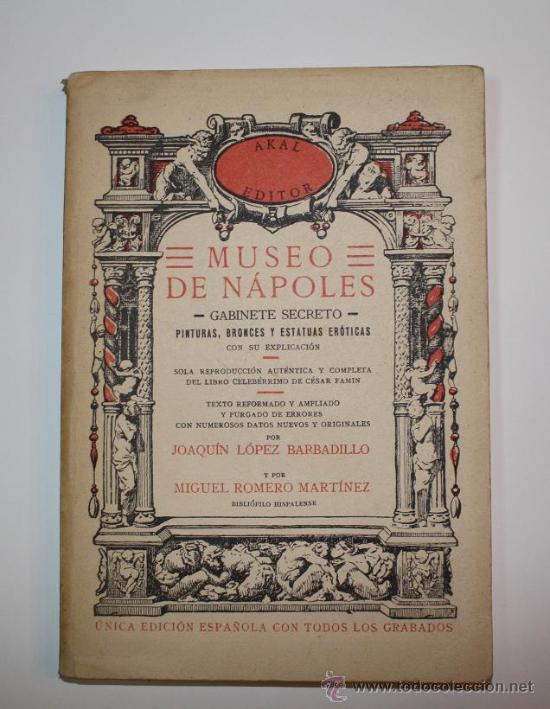 AKAL
EDITOR
MUSEO
DE NÁPOLES
GABINETE SECRETO
PINTURAS, BRONCES Y ESTATUAS ERÓTICAS
CON SU EXPLICACIÓN
SOLA REPRODUCCIÓN AUTÉNTICA Y COMPLETA
DEL LIBRO CELEBÉRRIMO DE CÉSAR FAMIN
TEXTO REFORMADO Y AMPLIADO
Y PURGADO DE ERRORES
CON NUMEROSOS DATOS NUEVOS Y ORIGINALES
POR
JOAQUÍN LÓPEZ BARBADILLO
Y POR
MIGUEL ROMERO MARTÍNEZ
BIBLIÓFILO HISPALENSE
ÚNICA EDICIÓN ESPAÑOLA CON TODOS LOS GRABADOS
www.todocoleccion.net